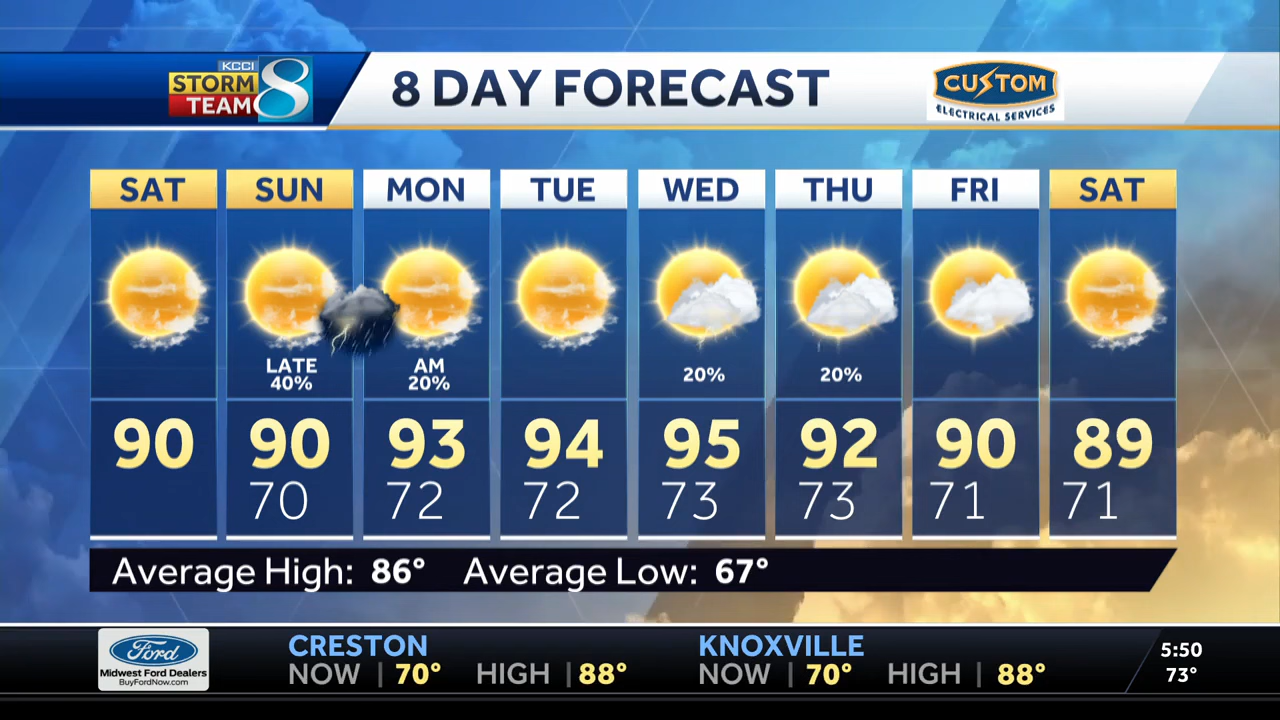 KCCI
STORM
TEAM 8
8 DAY FORECAST
CUSTOM
ELECTRICAL SERVICES
SAT SUN MON TUE WED THU FRI SAT
LATE AM
40% 20% 20% 20%
90 90 93 94 95 92 90 89
70 72 72 73 73 71 71
Average High: 86° Average Low: 67°
Ford
Midwest Ford Dealers
BuyFordNow.com
CRESTON KNOXVILLE
NOW | 70° HIGH | 88° NOW | 70° HIGH | 88°
5:50
73°